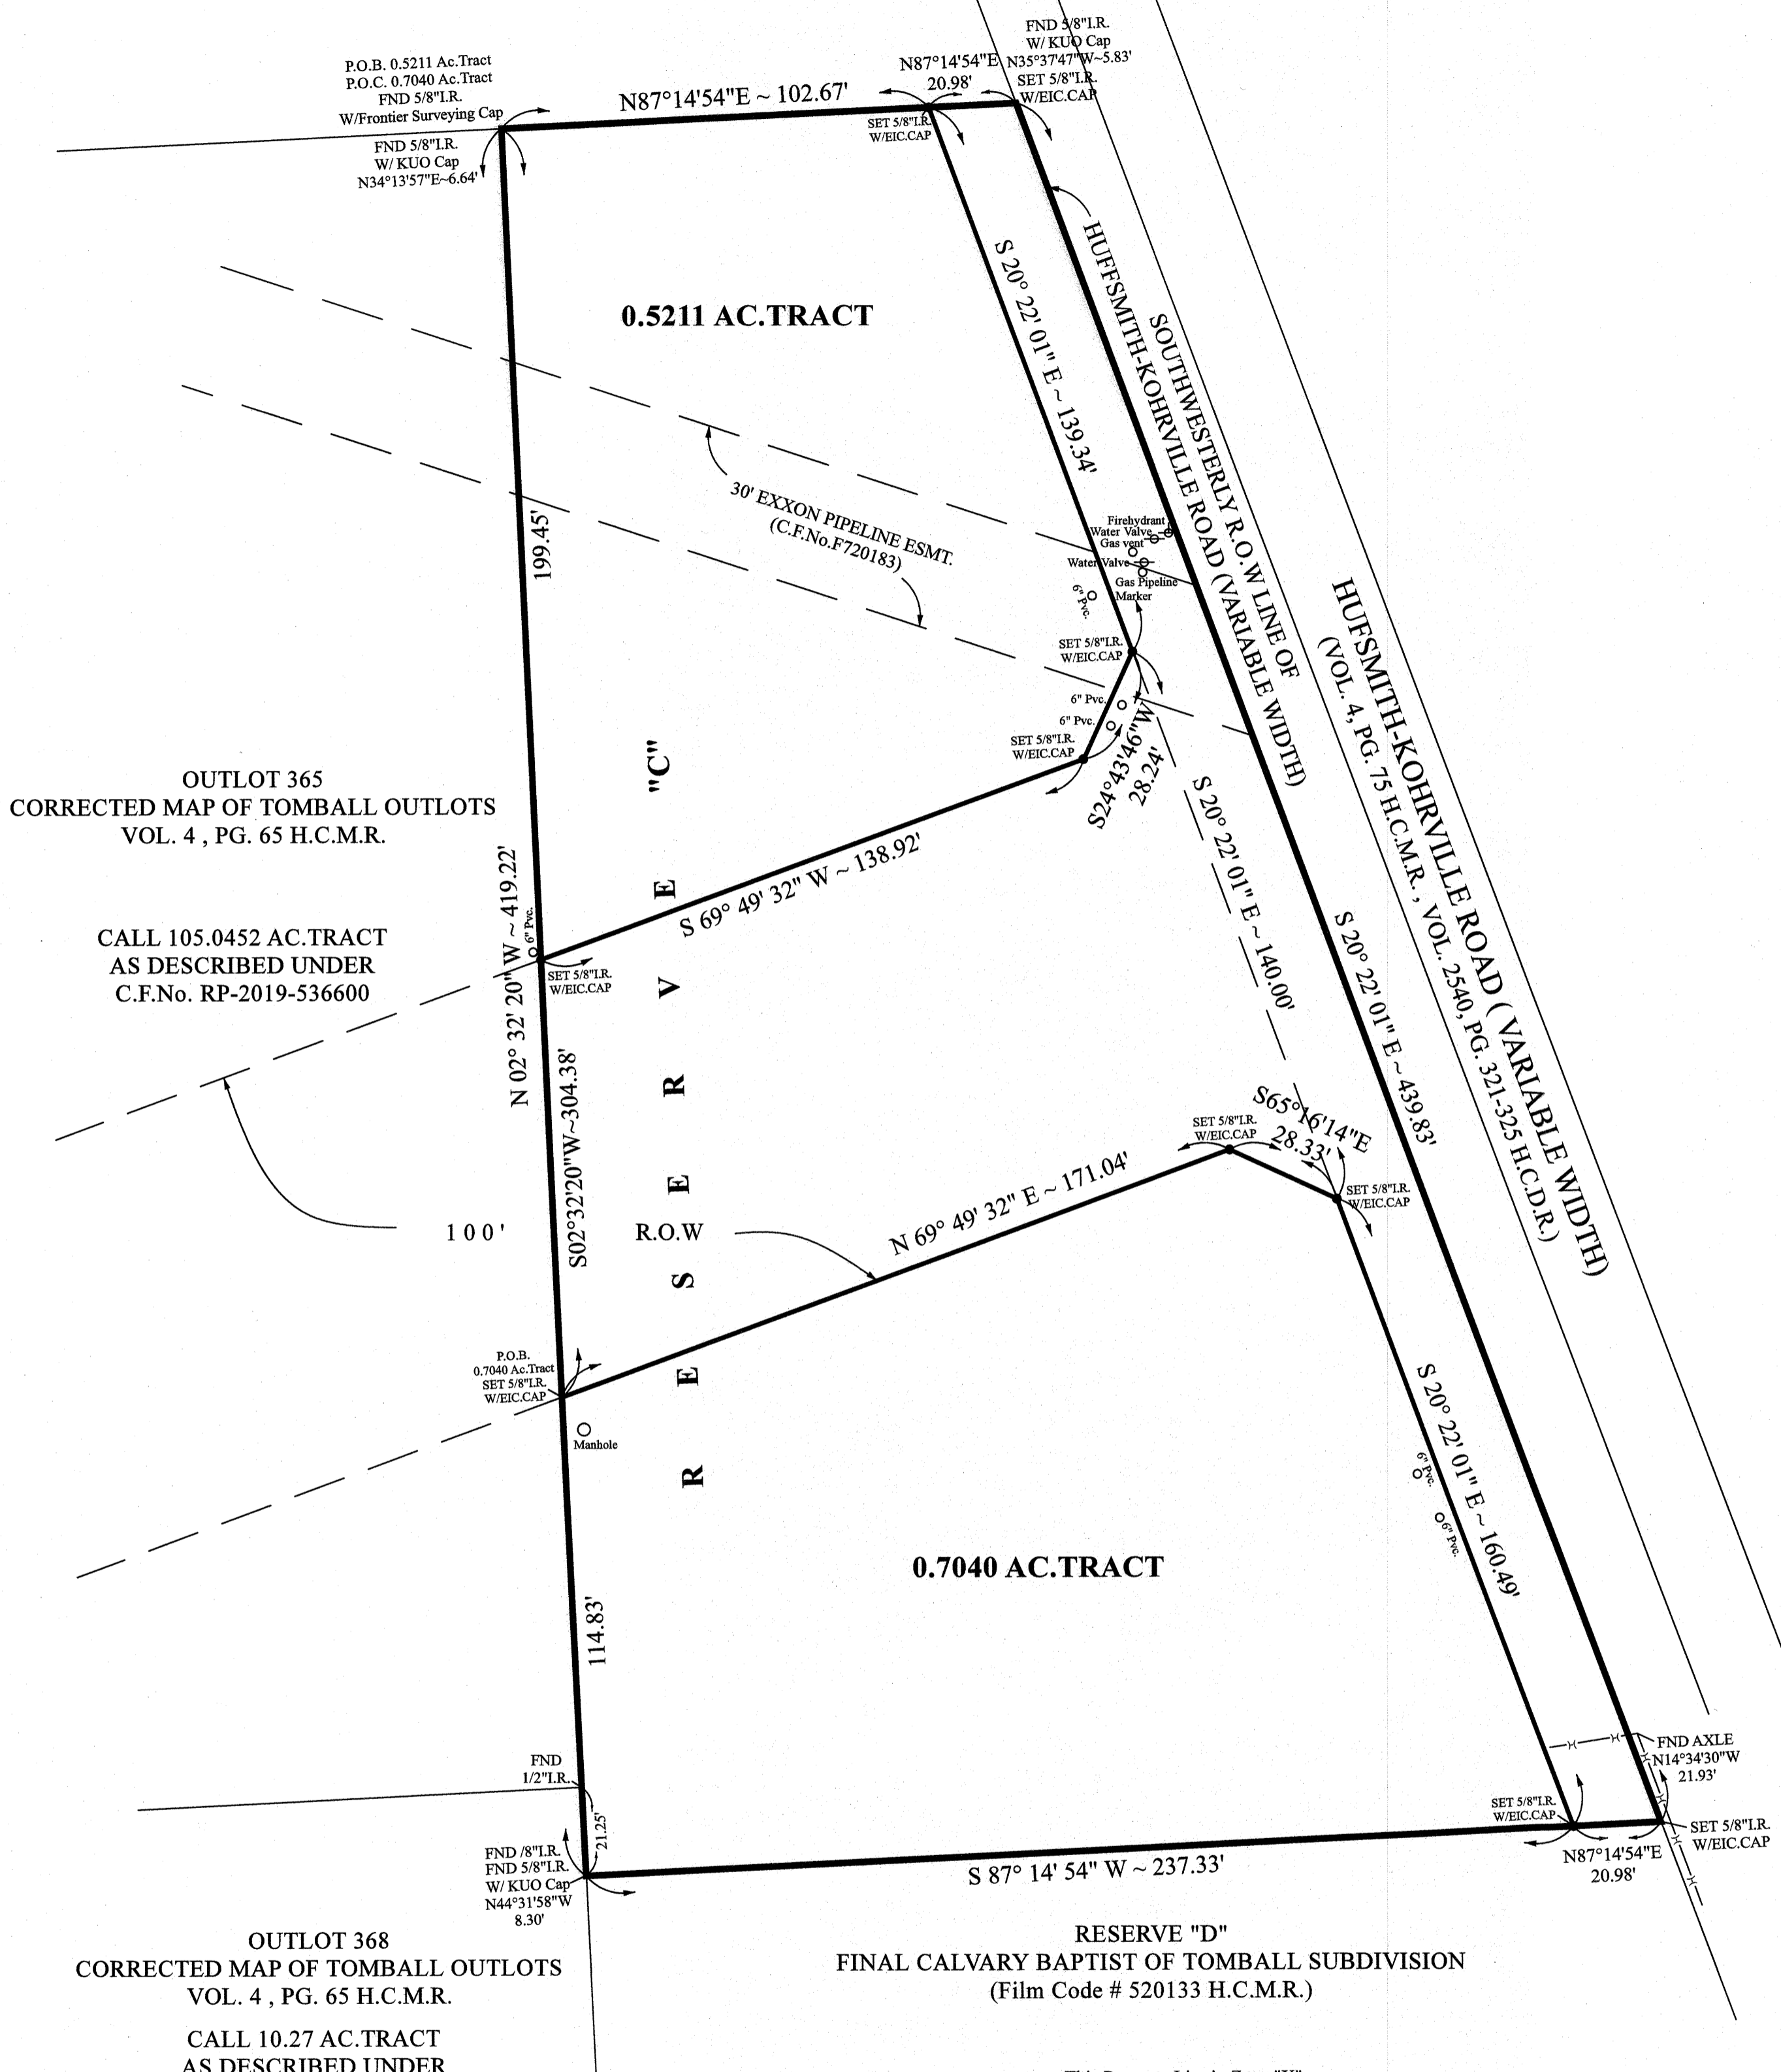 P.O.B. 0.5211 Ac.Tract
P.O.C. 0.7040 Ac.Tract
FND 5/8"I.R.
W/Frontier Surveying Cap
FND 5/8"I.R.
W/ KUO Cap
N34°13'57"E~6.64'
N87°14'54"E ~ 102.67'
N87°14'54"E
20.98'
SET 5/8"I.R.
W/EIC.CAP
FND 5/8"I.R.
W/ KUO Cap
N35°37'47"W~5.83'
SET 5/8"I.R.
W/EIC.CAP
0.5211 AC.TRACT
S 20° 22' 01" E ~ 139.34'
HUFFSMITH-KOHRVILLE ROAD (VARIABLE WIDTH)
SOUTHWESTERLY R.O.W LINE OF
HUFSMITH-KOHRVILLE ROAD ( VARIABLE WIDTH)
(VOL. 4, PG. 75 H.C.M.R. , VOL. 2540, PG. 321-325 H.C.D.R.)
30' EXXON PIPELINE ESMT.
(C.F.No.F720183)
199.45'
Firehydrant
Water Valve
Gas vent
Water Valve
Gas Pipeline
Marker
6" Pvc.
SET 5/8"I.R.
W/EIC.CAP
6" Pvc.
6" Pvc.
SET 5/8"I.R.
W/EIC.CAP
S24°43'46"W
28.24'
"C"
OUTLOT 365
CORRECTED MAP OF TOMBALL OUTLOTS
VOL. 4 , PG. 65 H.C.M.R.
CALL 105.0452 AC.TRACT
AS DESCRIBED UNDER
C.F.No. RP-2019-536600
N 02° 32' 20" W ~ 419.22'
6" Pvc.
SET 5/8"I.R.
W/EIC.CAP
S 69° 49' 32" W ~ 138.92'
S 20° 22' 01" E ~ 140.00'
S 20° 22' 01" E ~ 439.83'
RESERVE
S02°32'20"W~304.38'
100'
R.O.W
N 69° 49' 32" E ~ 171.04'
SET 5/8"I.R.
W/EIC.CAP
S65°16'14"E
28.33'
SET 5/8"I.R.
W/EIC.CAP
P.O.B.
0.7040 Ac.Tract
SET 5/8"I.R.
W/EIC.CAP
Manhole
S 20° 22' 01" E ~ 160.49'
6" Pvc.
6" Pvc.
0.7040 AC.TRACT
114.83'
FND
1/2"I.R.
21.25'
FND AXLE
N14°34'30"W
21.93'
SET 5/8"I.R.
W/EIC.CAP
SET 5/8"I.R.
W/EIC.CAP
N87°14'54"E
20.98'
FND /8"I.R.
FND 5/8"I.R.
W/ KUO Cap
N44°31'58"W
8.30'
S 87° 14' 54" W ~ 237.33'
RESERVE "D"
FINAL CALVARY BAPTIST OF TOMBALL SUBDIVISION
(Film Code # 520133 H.C.M.R.)
OUTLOT 368
CORRECTED MAP OF TOMBALL OUTLOTS
VOL. 4 , PG. 65 H.C.M.R.
CALL 10.27 AC.TRACT
AS DESCRIBED UNDER